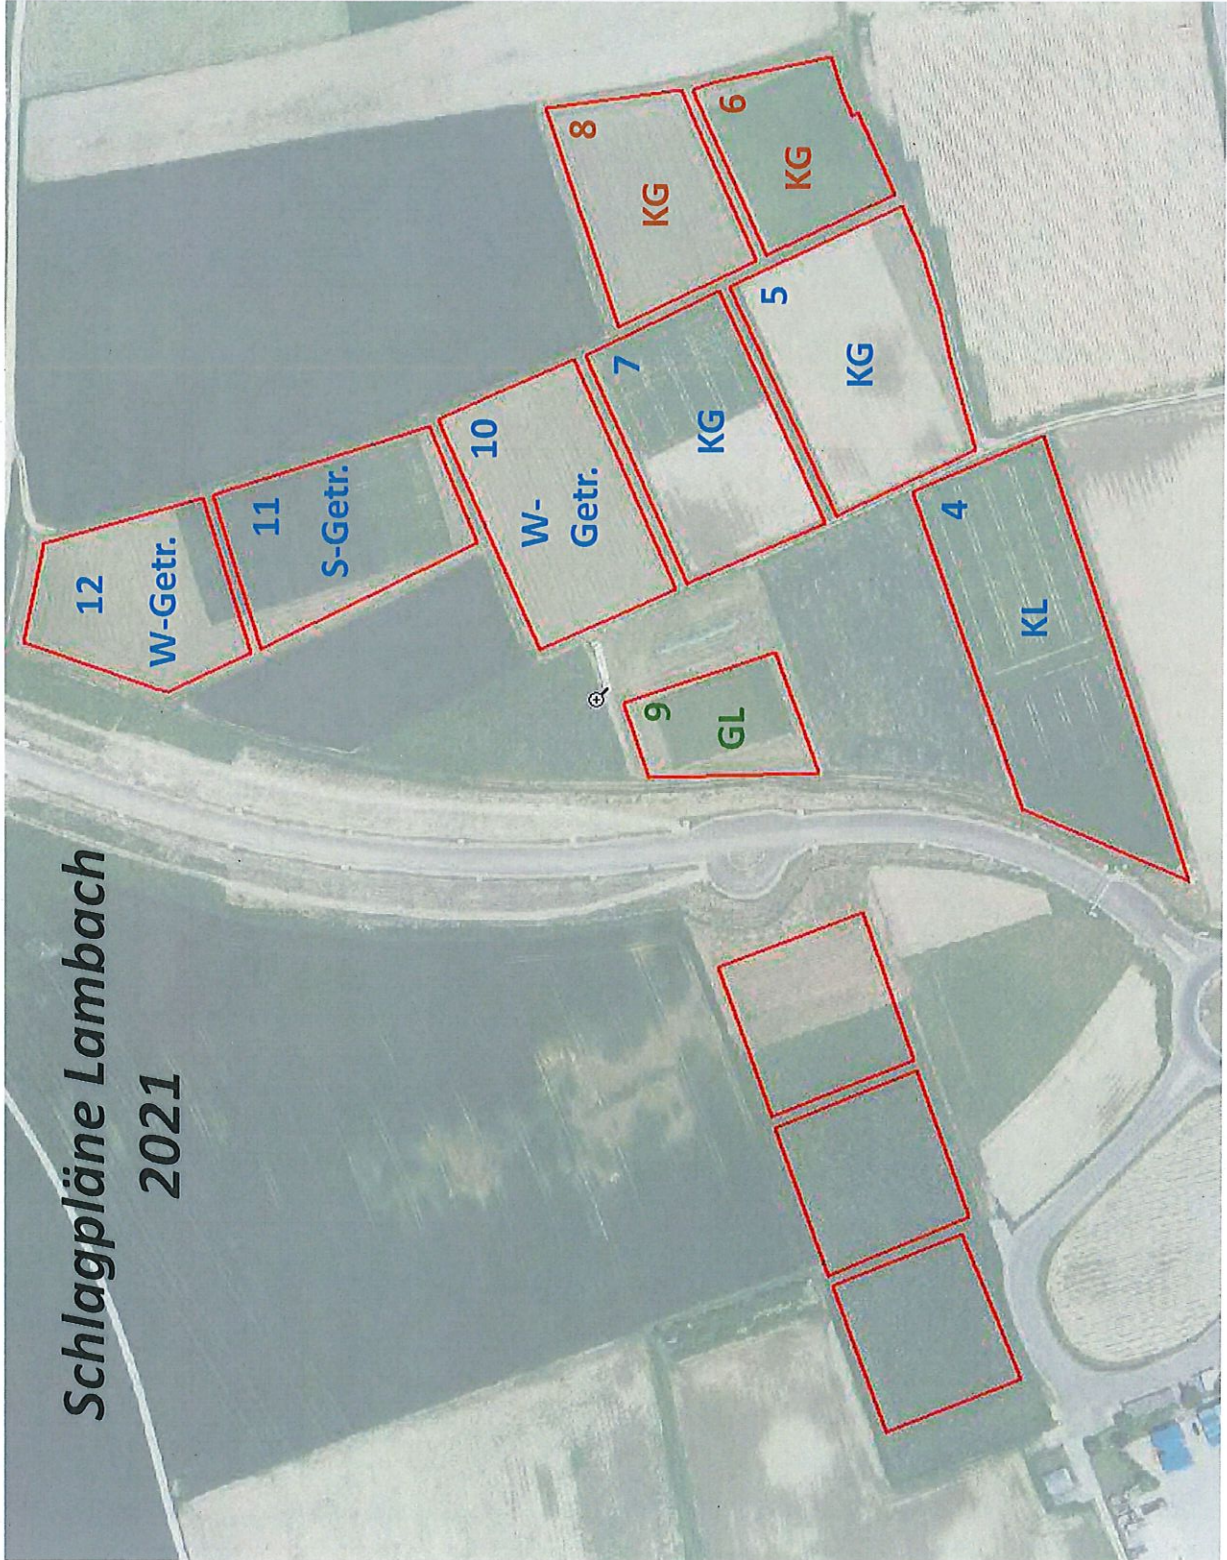 Schlagpläne Lambach
2021
12
W-Getr.
11
S-Getr.
10
W-
Getr.
9
GL
8
KG
7
KG
6
KG
5
KG
4
KL